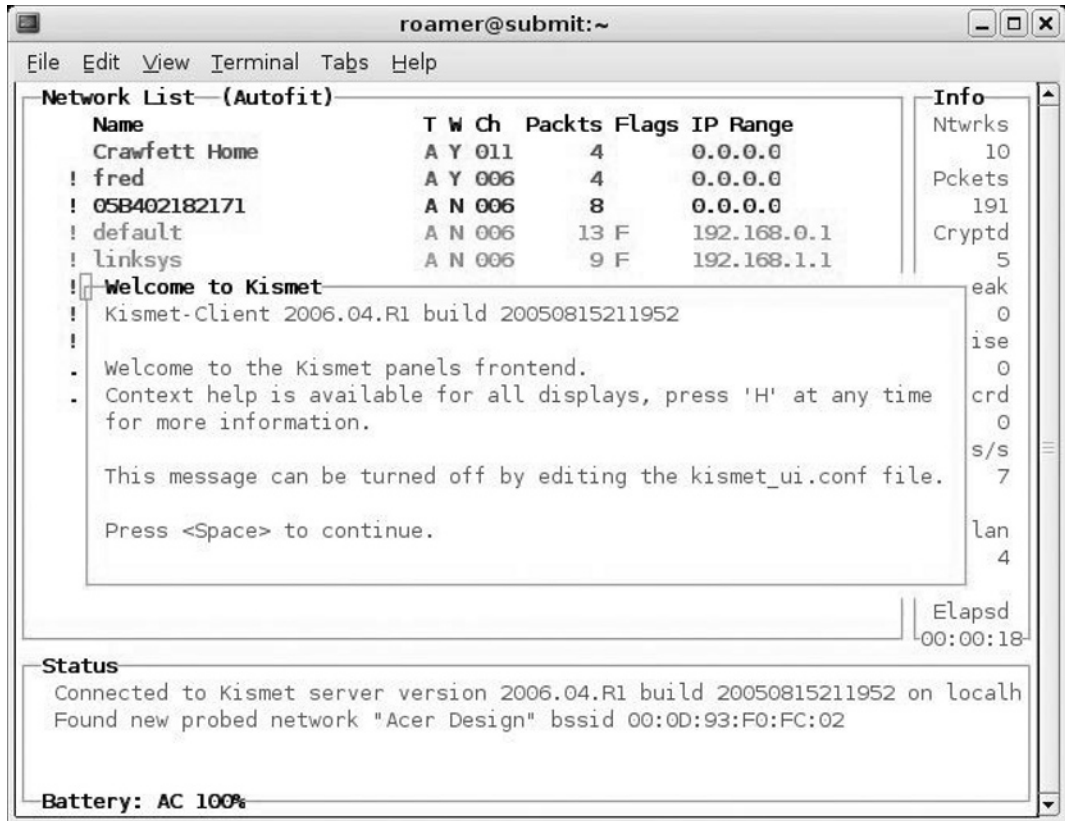 roamer@submit:~
File Edit View Terminal Tabs Help
Network List—(Autofit)
Name T W Ch Packts Flags IP Range
Crawfett Home A Y 011 4 0.0.0.0
! fred A Y 006 4 0.0.0.0
! 05B402182171 A N 006 8 0.0.0.0
! default A N 006 13 F 192.168.0.1
! linksys A N 006 9 F 192.168.1.1
!
!
!
.
.
Welcome to Kismet
Kismet-Client 2006.04.R1 build 20050815211952
Welcome to the Kismet panels frontend.
Context help is available for all displays, press 'H' at any time
for more information.
This message can be turned off by editing the kismet_ui.conf file.
Press <Space> to continue.
Info
Ntwrks
10
Pckets
191
Cryptd
5
eak
0
ise
0
crd
0
s/s
7
lan
4
Elapsd
00:00:18
Status
Connected to Kismet server version 2006.04.R1 build 20050815211952 on localh
Found new probed network "Acer Design" bssid 00:0D:93:F0:FC:02
Battery: AC 100%